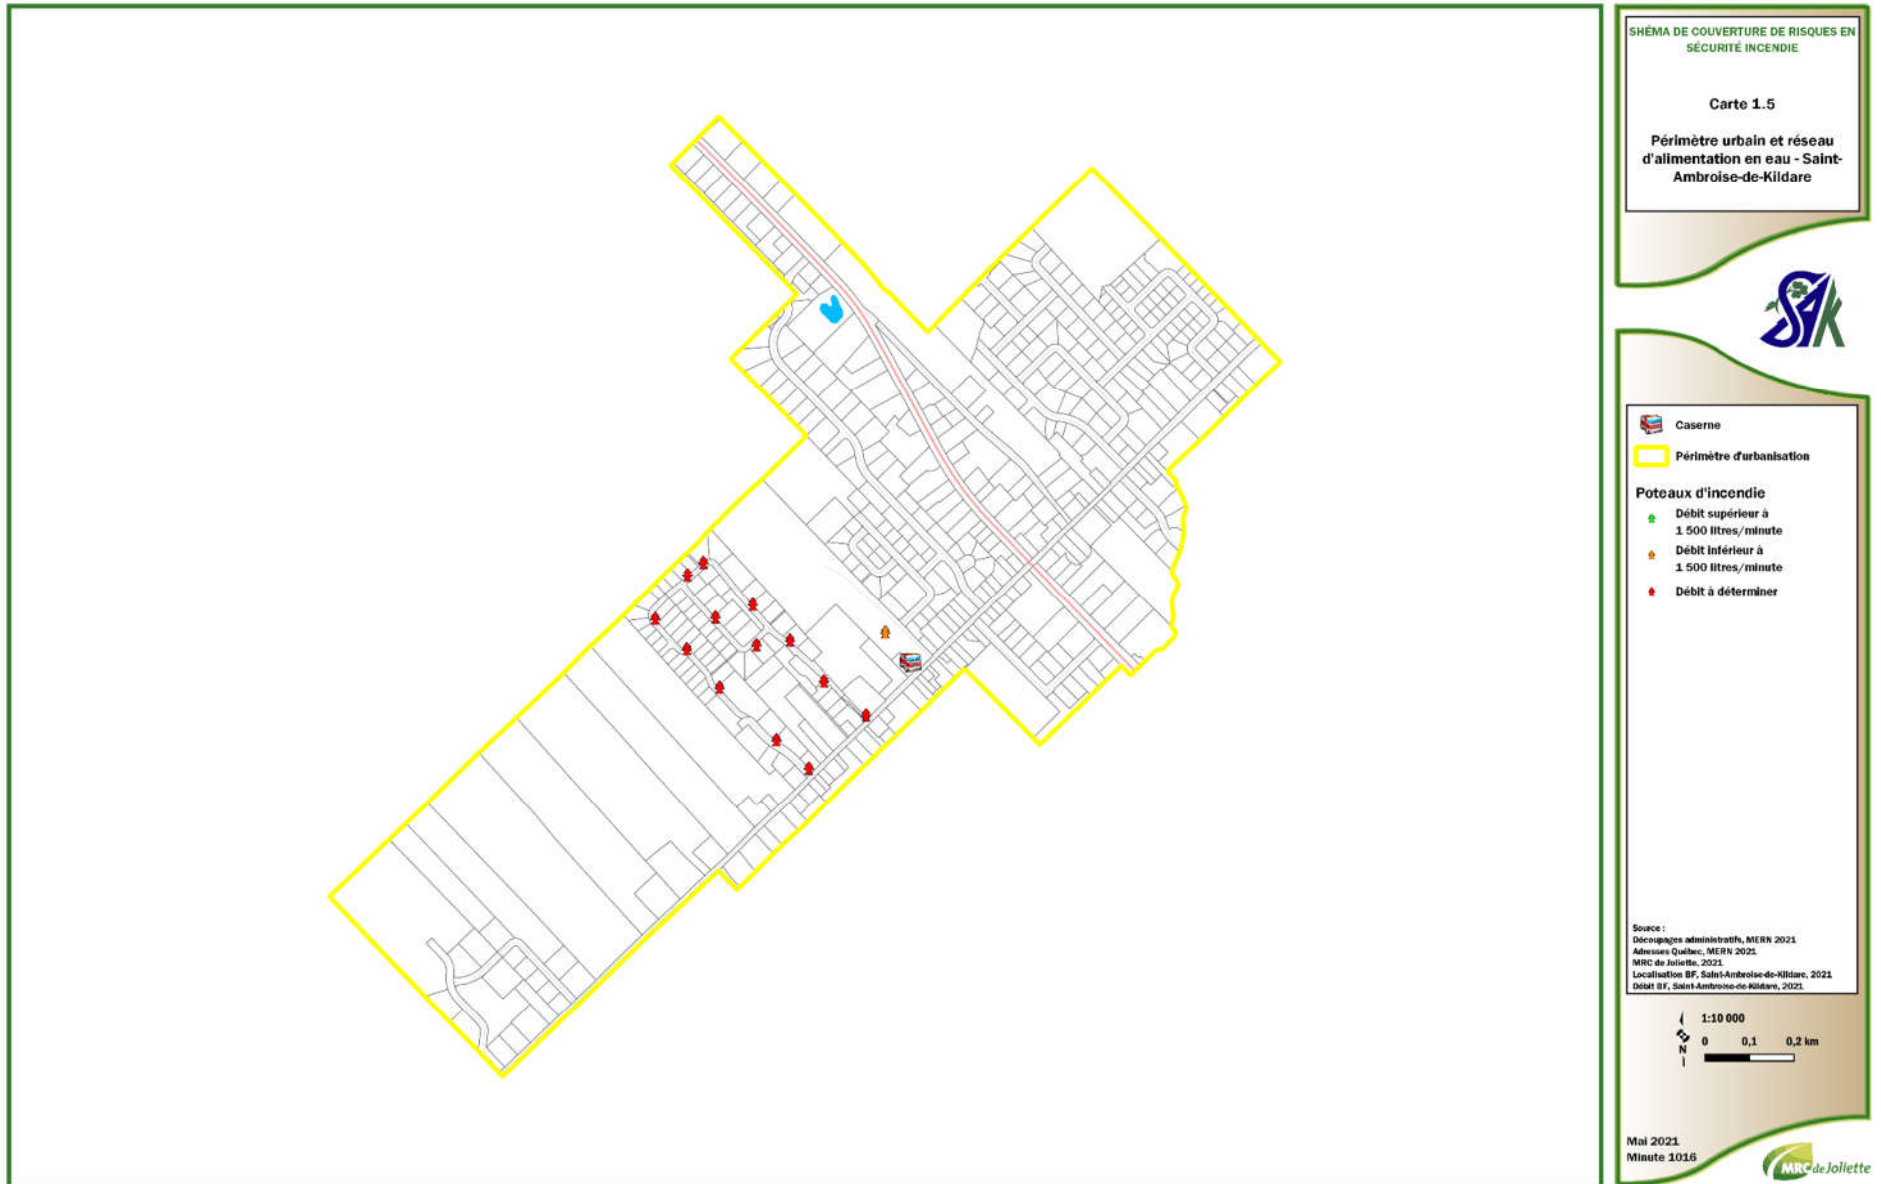 SHÉMA DE COUVERTURE DE RISQUES EN
SÉCURITÉ INCENDIE
Carte 1.5
Périmètre urbain et réseau
d'alimentation en eau - Saint-
Ambroise-de-Kildare
SAK
Caserne
Périmètre d'urbanisation
Poteaux d'incendie
Débit supérieur à
1 500 litres/minute
Débit inférieur à
1 500 litres/minute
Débit à déterminer
Source :
Découpages administratifs, MERN 2021
Adresses Québec, MERN 2021
MRC de Joliette, 2021
Localisation BF, Saint-Ambroise-de-Kildare, 2021
Débit BF, Saint-Ambroise-de-Kildare, 2021
1:10 000
0 0,1 0,2 km
N
Mai 2021
Minute 1016
MRC de Joliette